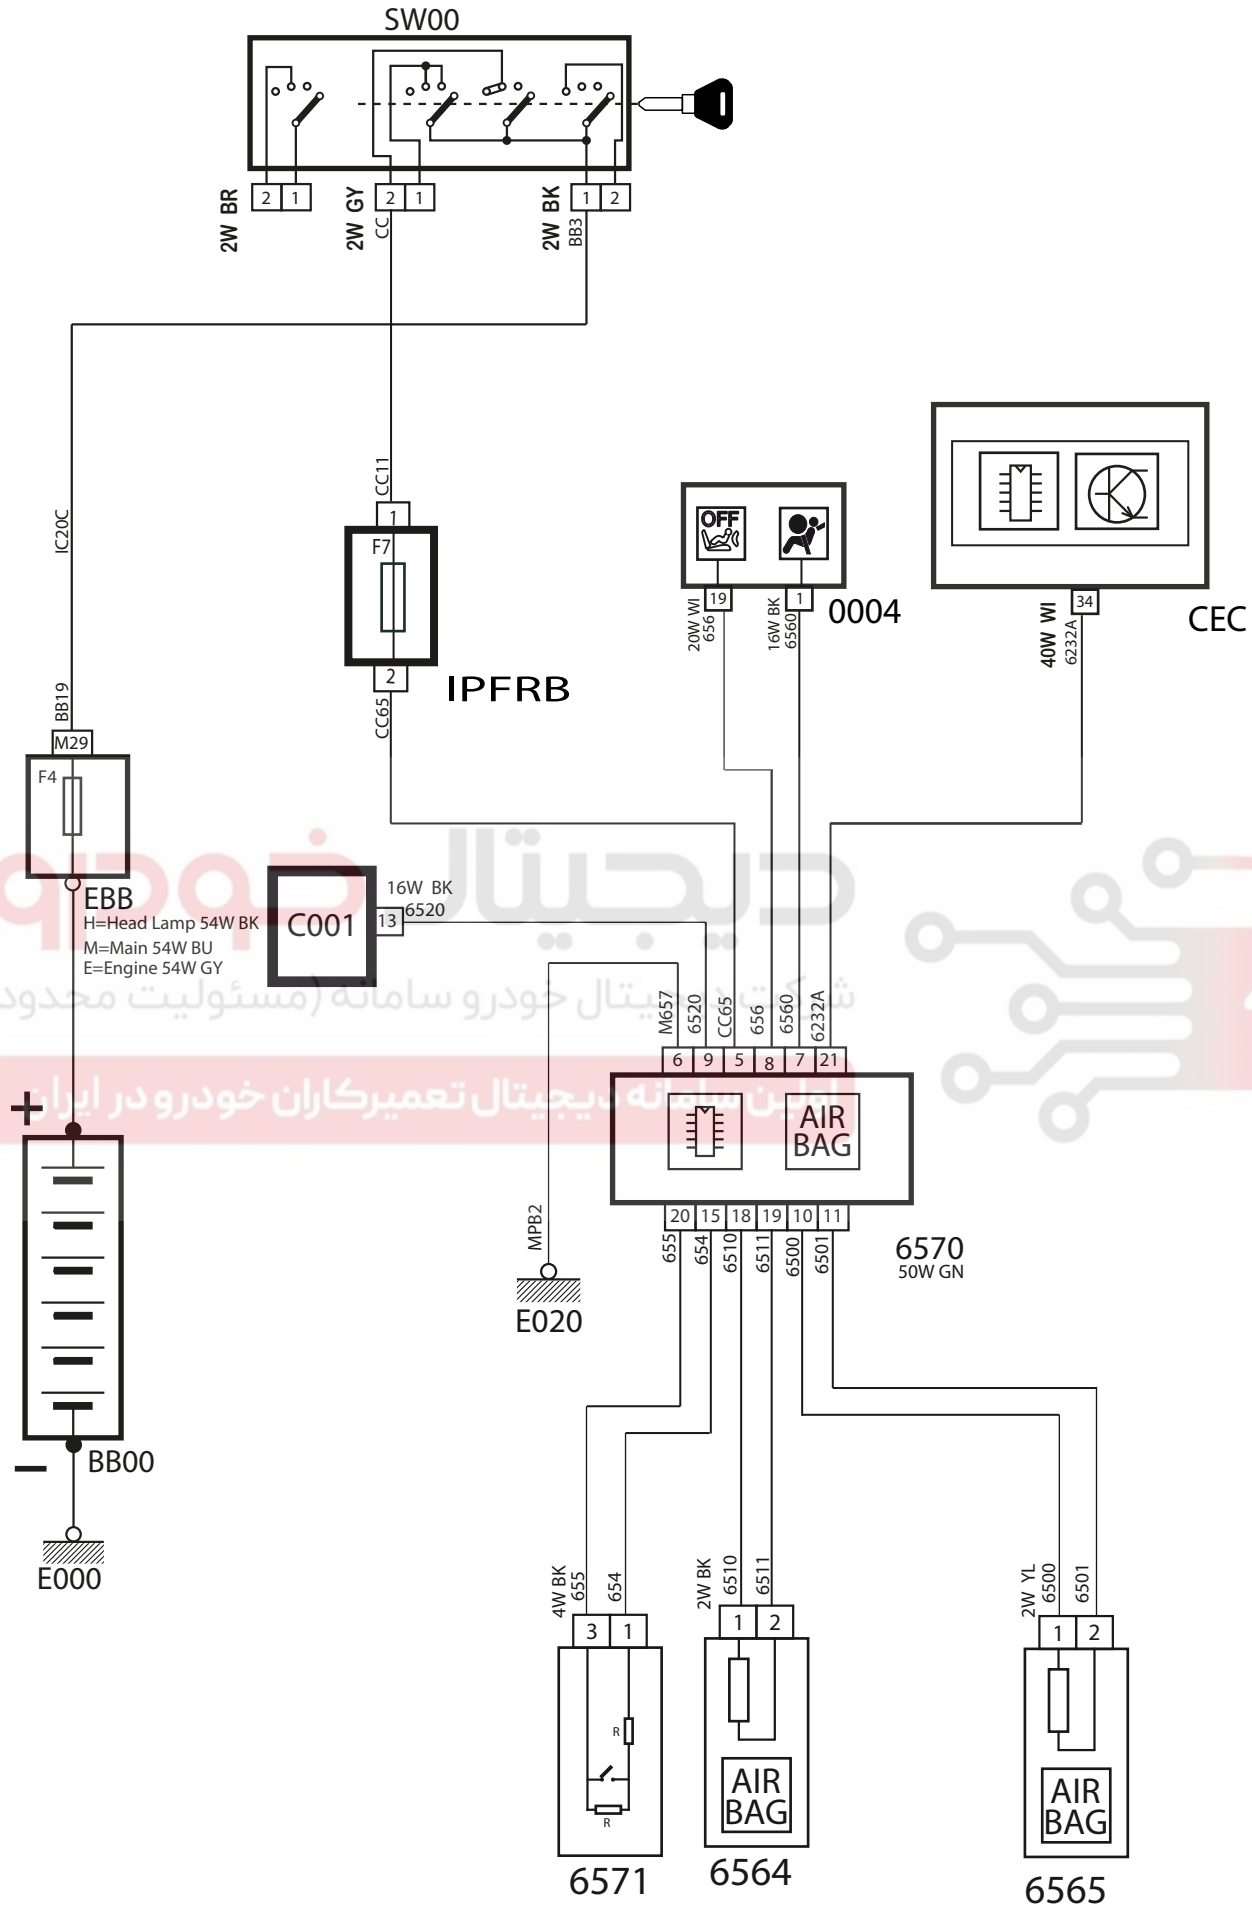 SW00
2W BR
2
1
2W GY
2
1
CC
2W BK
1
2
BB3
IC20C
BB19
M29
F4
EBB
H=Head Lamp 54W BK
M=Main 54W BU
E=Engine 54W GY
CC11
1
F7
2
IPFRB
CC65
OFF
19
1
0004
20W WI
656
16W BK
6560
34
CEC
40W WI
6232A
دیجیتال خودرو
C001
13
16W BK
6520
شرکت دیجیتال خودرو سامانه (مسئولیت محدود
اولین سامانه دیجیتال تعمیرکاران خودرو در ایران
M657
6520
CC65
656
6560
6232A
6
9
5
8
7
21
AIR
BAG
20
15
18
19
10
11
6570
50W GN
655
654
6510
6511
6500
6501
MPB2
E020
+
−
BB00
E000
4W BK
655
654
3
1
R
R
6571
2W BK
6510
6511
1
2
AIR
BAG
6564
2W YL
6500
6501
1
2
AIR
BAG
6565